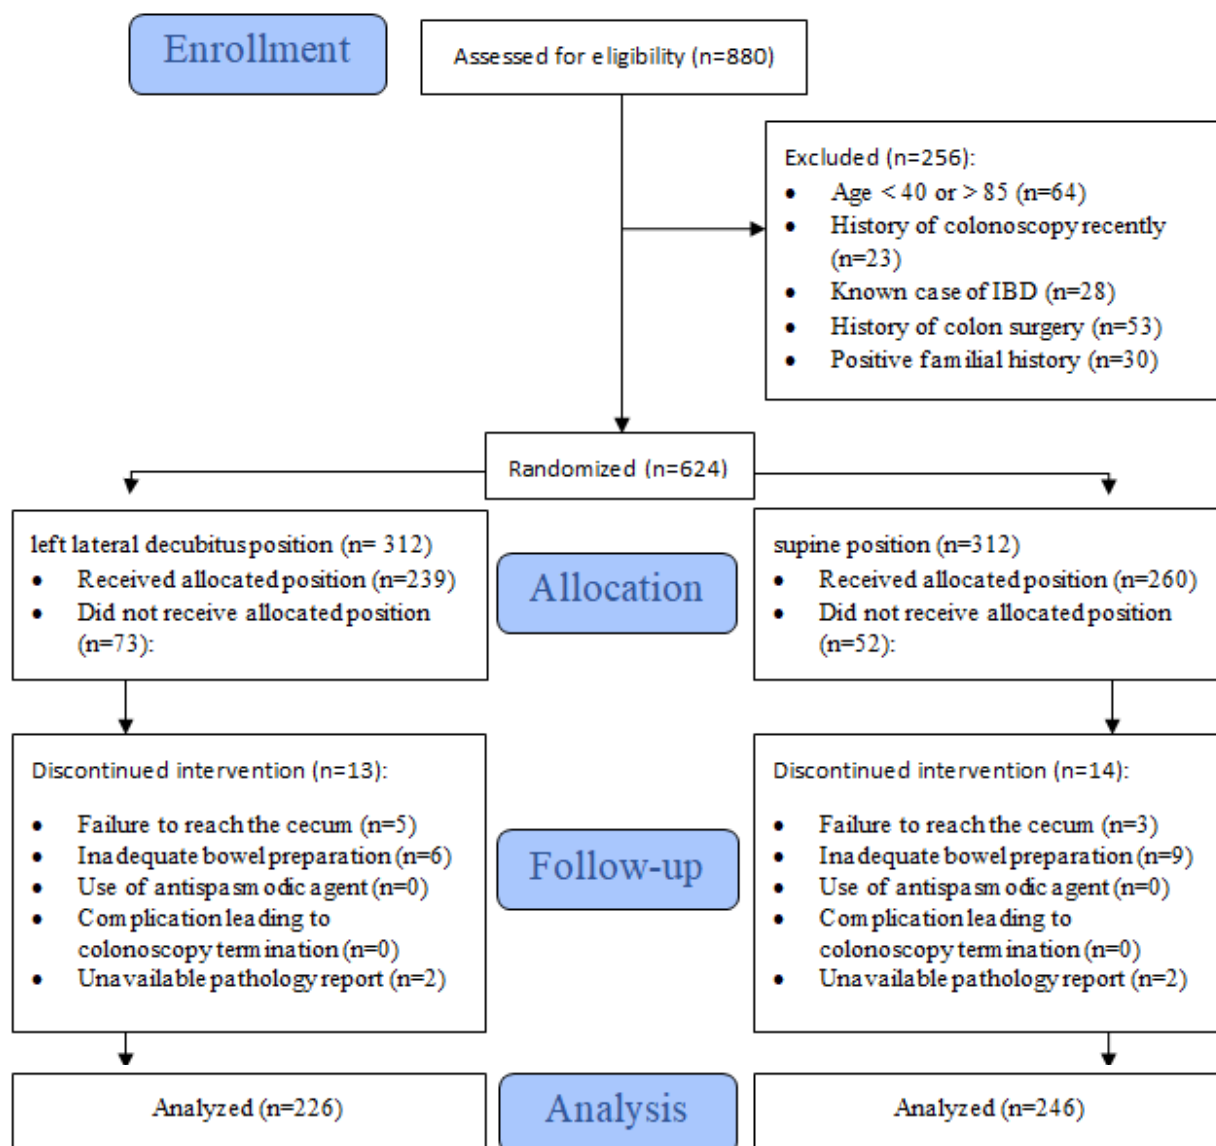 Enrollment
Assessed for eligibility (n=880)
Excluded (n=256):
• Age < 40 or > 85 (n=64)
• History of colonoscopy recently
(n=23)
• Known case of IBD (n=28)
• History of colon surgery (n=53)
• Positive familial history (n=30)
Randomized (n=624)
left lateral decubitus position (n= 312)
• Received allocated position (n=239)
• Did not receive allocated position
(n=73):
Allocation
supine position (n=312)
• Received allocated position (n=260)
• Did not receive allocated position
(n=52):
Discontinued intervention (n=13):
• Failure to reach the cecum (n=5)
• Inadequate bowel preparation (n=6)
• Use of antispasmodic agent (n=0)
• Complication leading to
colonoscopy termination (n=0)
• Unavailable pathology report (n=2)
Follow-up
Discontinued intervention (n=14):
• Failure to reach the cecum (n=3)
• Inadequate bowel preparation (n=9)
• Use of antispasmodic agent (n=0)
• Complication leading to
colonoscopy termination (n=0)
• Unavailable pathology report (n=2)
Analyzed (n=226)
Analysis
Analyzed (n=246)